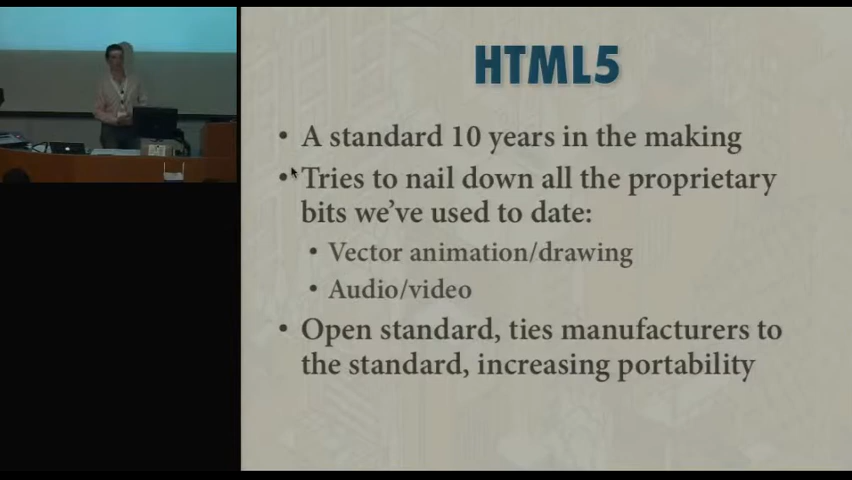 HTML5
• A standard 10 years in the making
• Tries to nail down all the proprietary
bits we've used to date:
• Vector animation/drawing
• Audio/video
• Open standard, ties manufacturers to
the standard, increasing portability